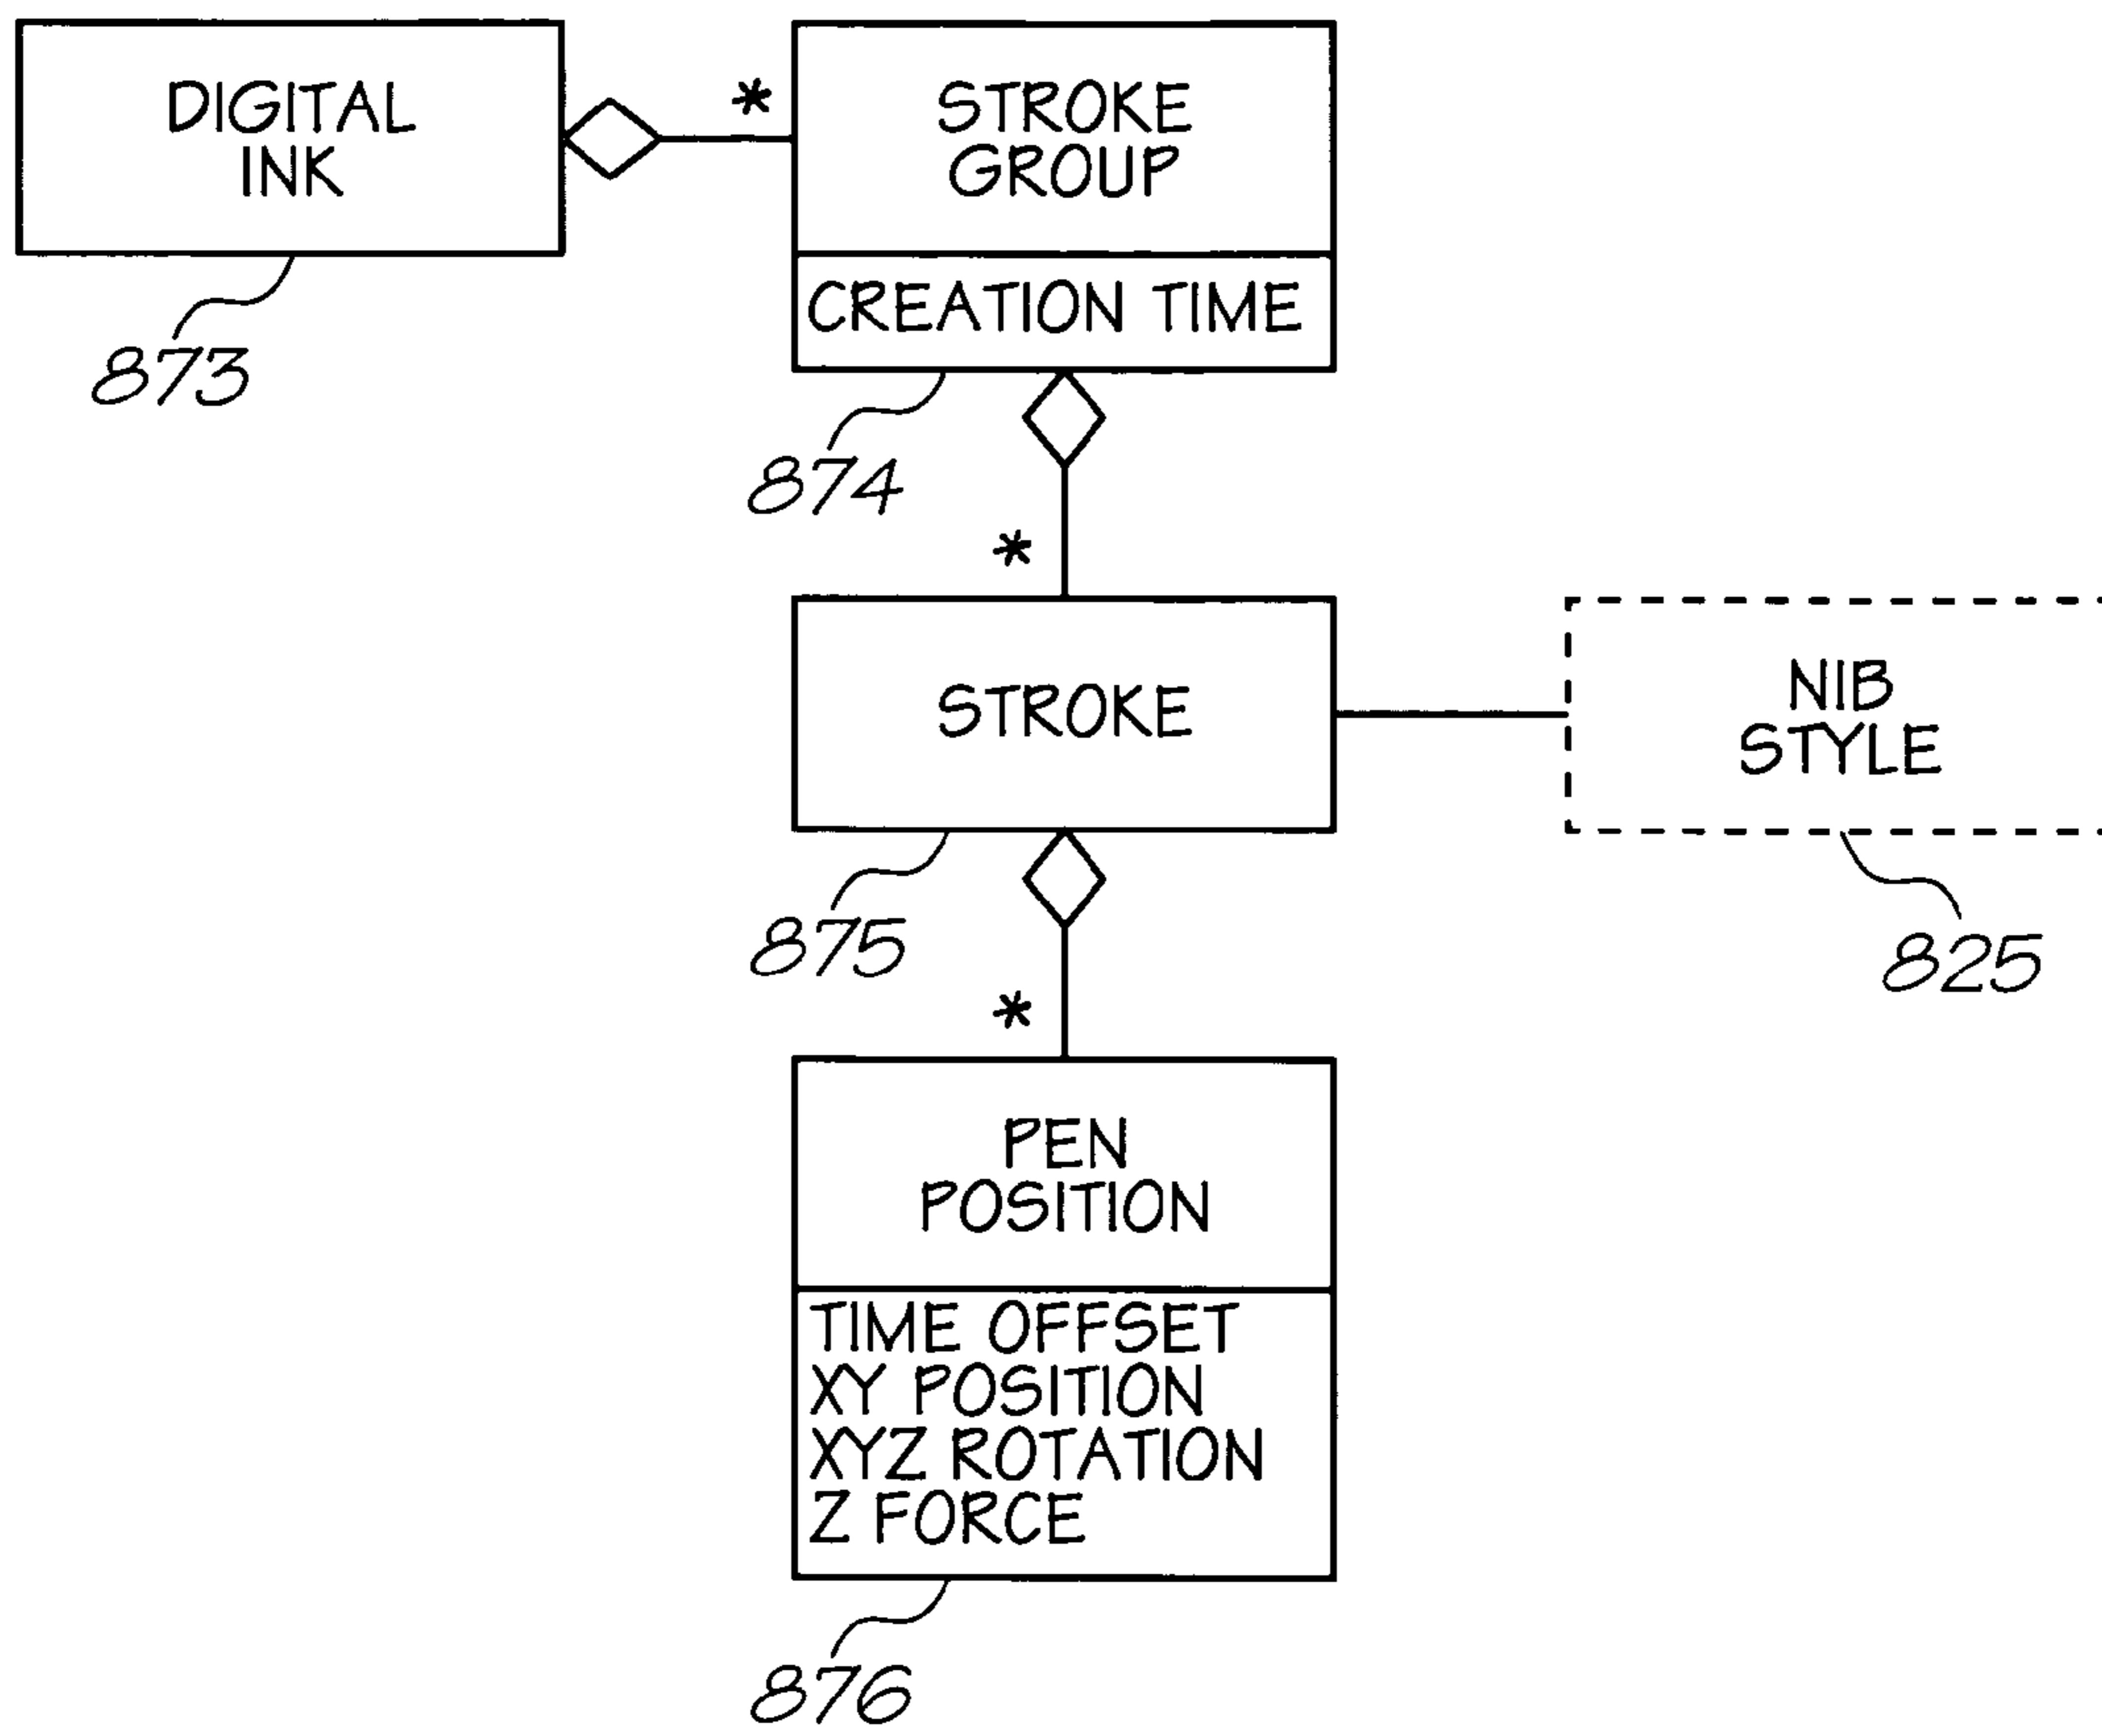 DIGITAL
INK
*
STROKE
GROUP
CREATION TIME
873
874
*
STROKE
NIB
STYLE
875
825
*
PEN
POSITION
TIME OFFSET
XY POSITION
XYZ ROTATION
Z FORCE
876